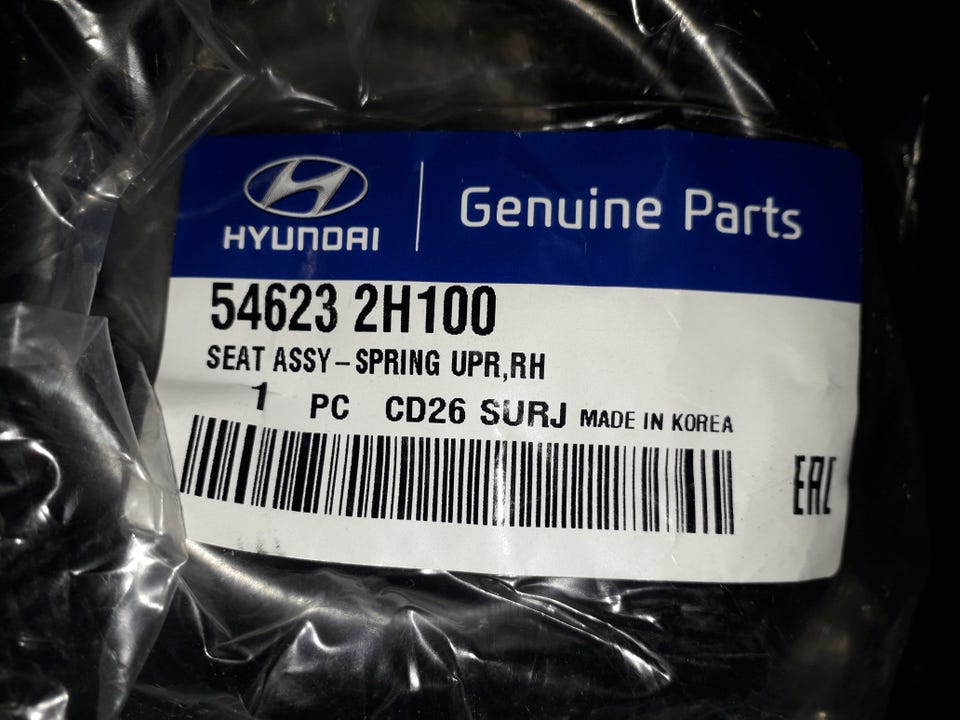 HYUNDAI
Genuine Parts
54623 2H100
SEAT ASSY-SPRING UPR,RH
1 PC CD26 SURJ MADE IN KOREA
EAC